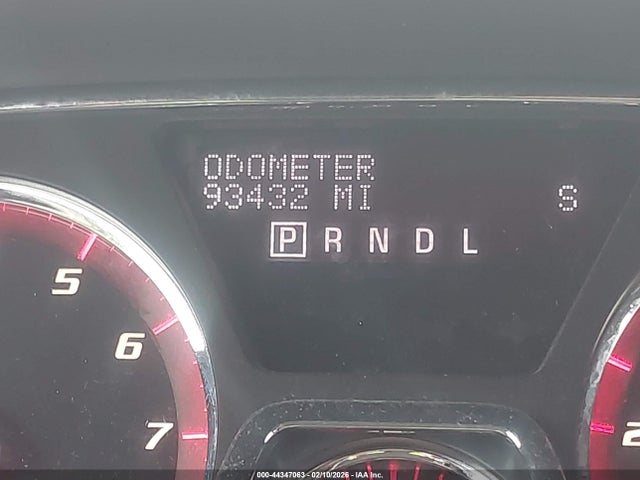 ODOMETER
93432 MI S
P R N D L
5
6
7
2
000-44347063 - 02/10/2026 - © IAA Inc.